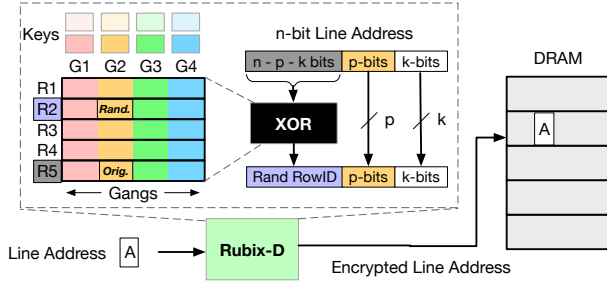 Keys
n-bit Line Address
G1 G2 G3 G4
n - p - k bits p-bits k-bits
DRAM
R1
R2 Rand.
R3
R4
R5 Orig.
XOR
p
k
A
Rand RowID p-bits k-bits
Gangs
Line Address A
Rubix-D
Encrypted Line Address